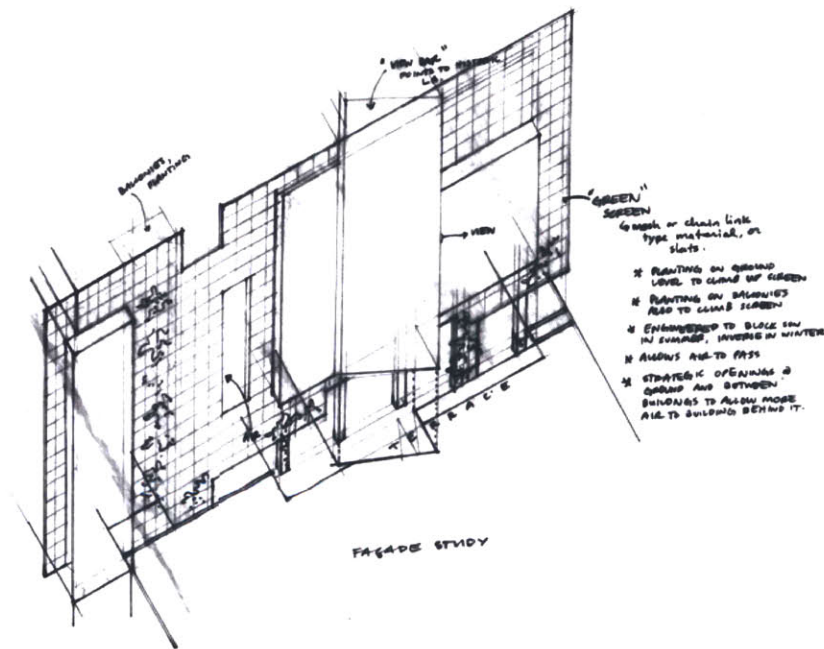 "VIEW BAR"
POINTS TO HISTORIC
L.A.
BALCONIES,
PLANTING
"GREEN"
SCREEN
mesh or chain link
type material, or
slats.
VIEW
* PLANTING ON GROUND
LEVEL TO CLIMB UP SCREEN
* PLANTING ON BALCONIES
ALSO TO CLIMB SCREEN
* ENGINEERED TO BLOCK SUN
IN SUMMER, INVERSE IN WINTER
* ALLOWS AIR TO PASS
* STRATEGIC OPENINGS @
GROUND AND BETWEEN
BUILDINGS TO ALLOW MORE
AIR TO BUILDING BEHIND IT.
AIR
TERRACE
FAÇADE STUDY